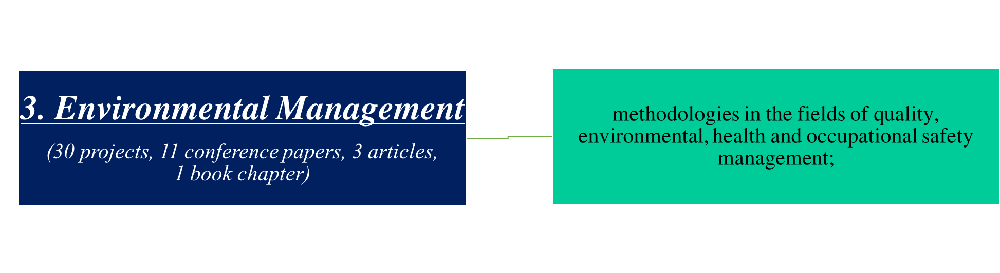 3. Environmental Management
(30 projects, 11 conference papers, 3 articles,
1 book chapter)
methodologies in the fields of quality,
environmental, health and occupational safety
management;